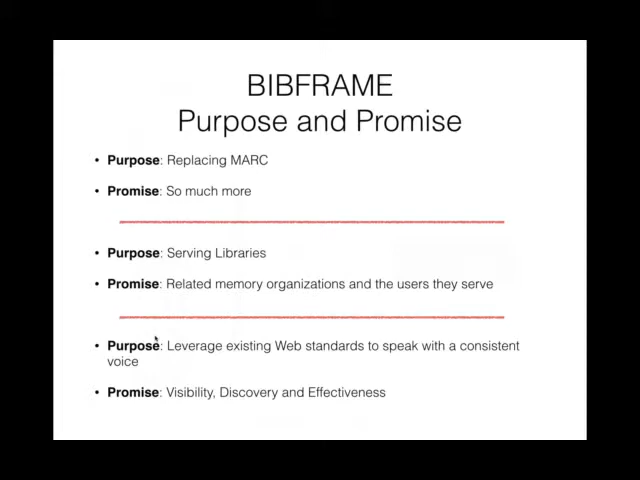 BIBFRAME
Purpose and Promise
• Purpose: Replacing MARC
• Promise: So much more
• Purpose: Serving Libraries
• Promise: Related memory organizations and the users they serve
• Purpose: Leverage existing Web standards to speak with a consistent
voice
• Promise: Visibility, Discovery and Effectiveness